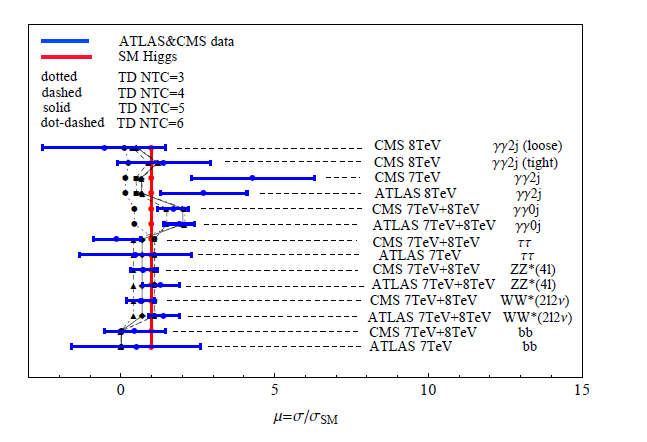 ATLAS&CMS data
SM Higgs
dotted TD NTC=3
dashed TD NTC=4
solid TD NTC=5
dot-dashed TD NTC=6
CMS 8TeV γγ2j (loose)
CMS 8TeV γγ2j (tight)
CMS 7TeV γγ2j
ATLAS 8TeV γγ2j
CMS 7TeV+8TeV γγ0j
ATLAS 7TeV+8TeV γγ0j
CMS 7TeV+8TeV ττ
ATLAS 7TeV ττ
CMS 7TeV+8TeV ZZ*(4l)
ATLAS 7TeV+8TeV ZZ*(4l)
CMS 7TeV+8TeV WW*(2l2ν)
ATLAS 7TeV+8TeV WW*(2l2ν)
CMS 7TeV+8TeV bb
ATLAS 7TeV bb
0 5 10 15
μ=σ/σSM